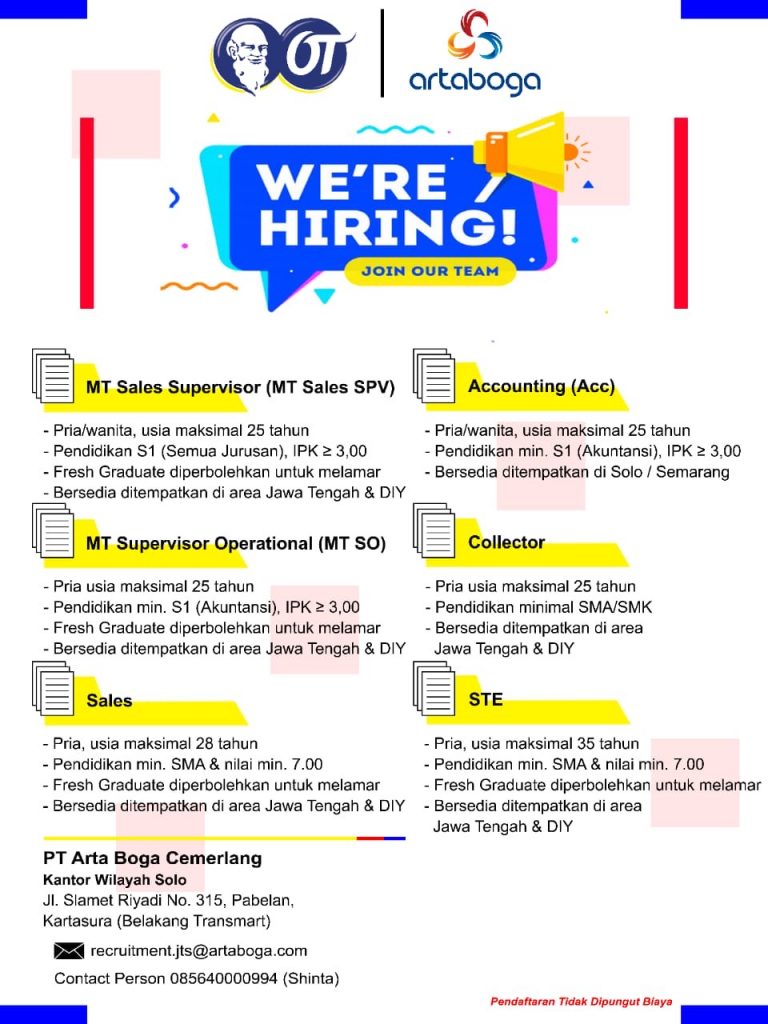 OT
artaboga
WE'RE
HIRING!
JOIN OUR TEAM
MT Sales Supervisor (MT Sales SPV)
- Pria/wanita, usia maksimal 25 tahun
- Pendidikan S1 (Semua Jurusan), IPK ≥ 3,00
- Fresh Graduate diperbolehkan untuk melamar
- Bersedia ditempatkan di area Jawa Tengah & DIY
Accounting (Acc)
- Pria/wanita, usia maksimal 25 tahun
- Pendidikan min. S1 (Akuntansi), IPK ≥ 3,00
- Bersedia ditempatkan di Solo / Semarang
MT Supervisor Operational (MT SO)
- Pria usia maksimal 25 tahun
- Pendidikan min. S1 (Akuntansi), IPK ≥ 3,00
- Fresh Graduate diperbolehkan untuk melamar
- Bersedia ditempatkan di area Jawa Tengah & DIY
Collector
- Pria usia maksimal 25 tahun
- Pendidikan minimal SMA/SMK
- Bersedia ditempatkan di area
Jawa Tengah & DIY
Sales
- Pria, usia maksimal 28 tahun
- Pendidikan min. SMA & nilai min. 7.00
- Fresh Graduate diperbolehkan untuk melamar
- Bersedia ditempatkan di area Jawa Tengah & DIY
STE
- Pria, usia maksimal 35 tahun
- Pendidikan min. SMA & nilai min. 7.00
- Fresh Graduate diperbolehkan untuk melamar
- Bersedia ditempatkan di area
Jawa Tengah & DIY
PT Arta Boga Cemerlang
Kantor Wilayah Solo
Jl. Slamet Riyadi No. 315, Pabelan,
Kartasura (Belakang Transmart)
recruitment.jts@artaboga.com
Contact Person 085640000994 (Shinta)
Pendaftaran Tidak Dipungut Biaya